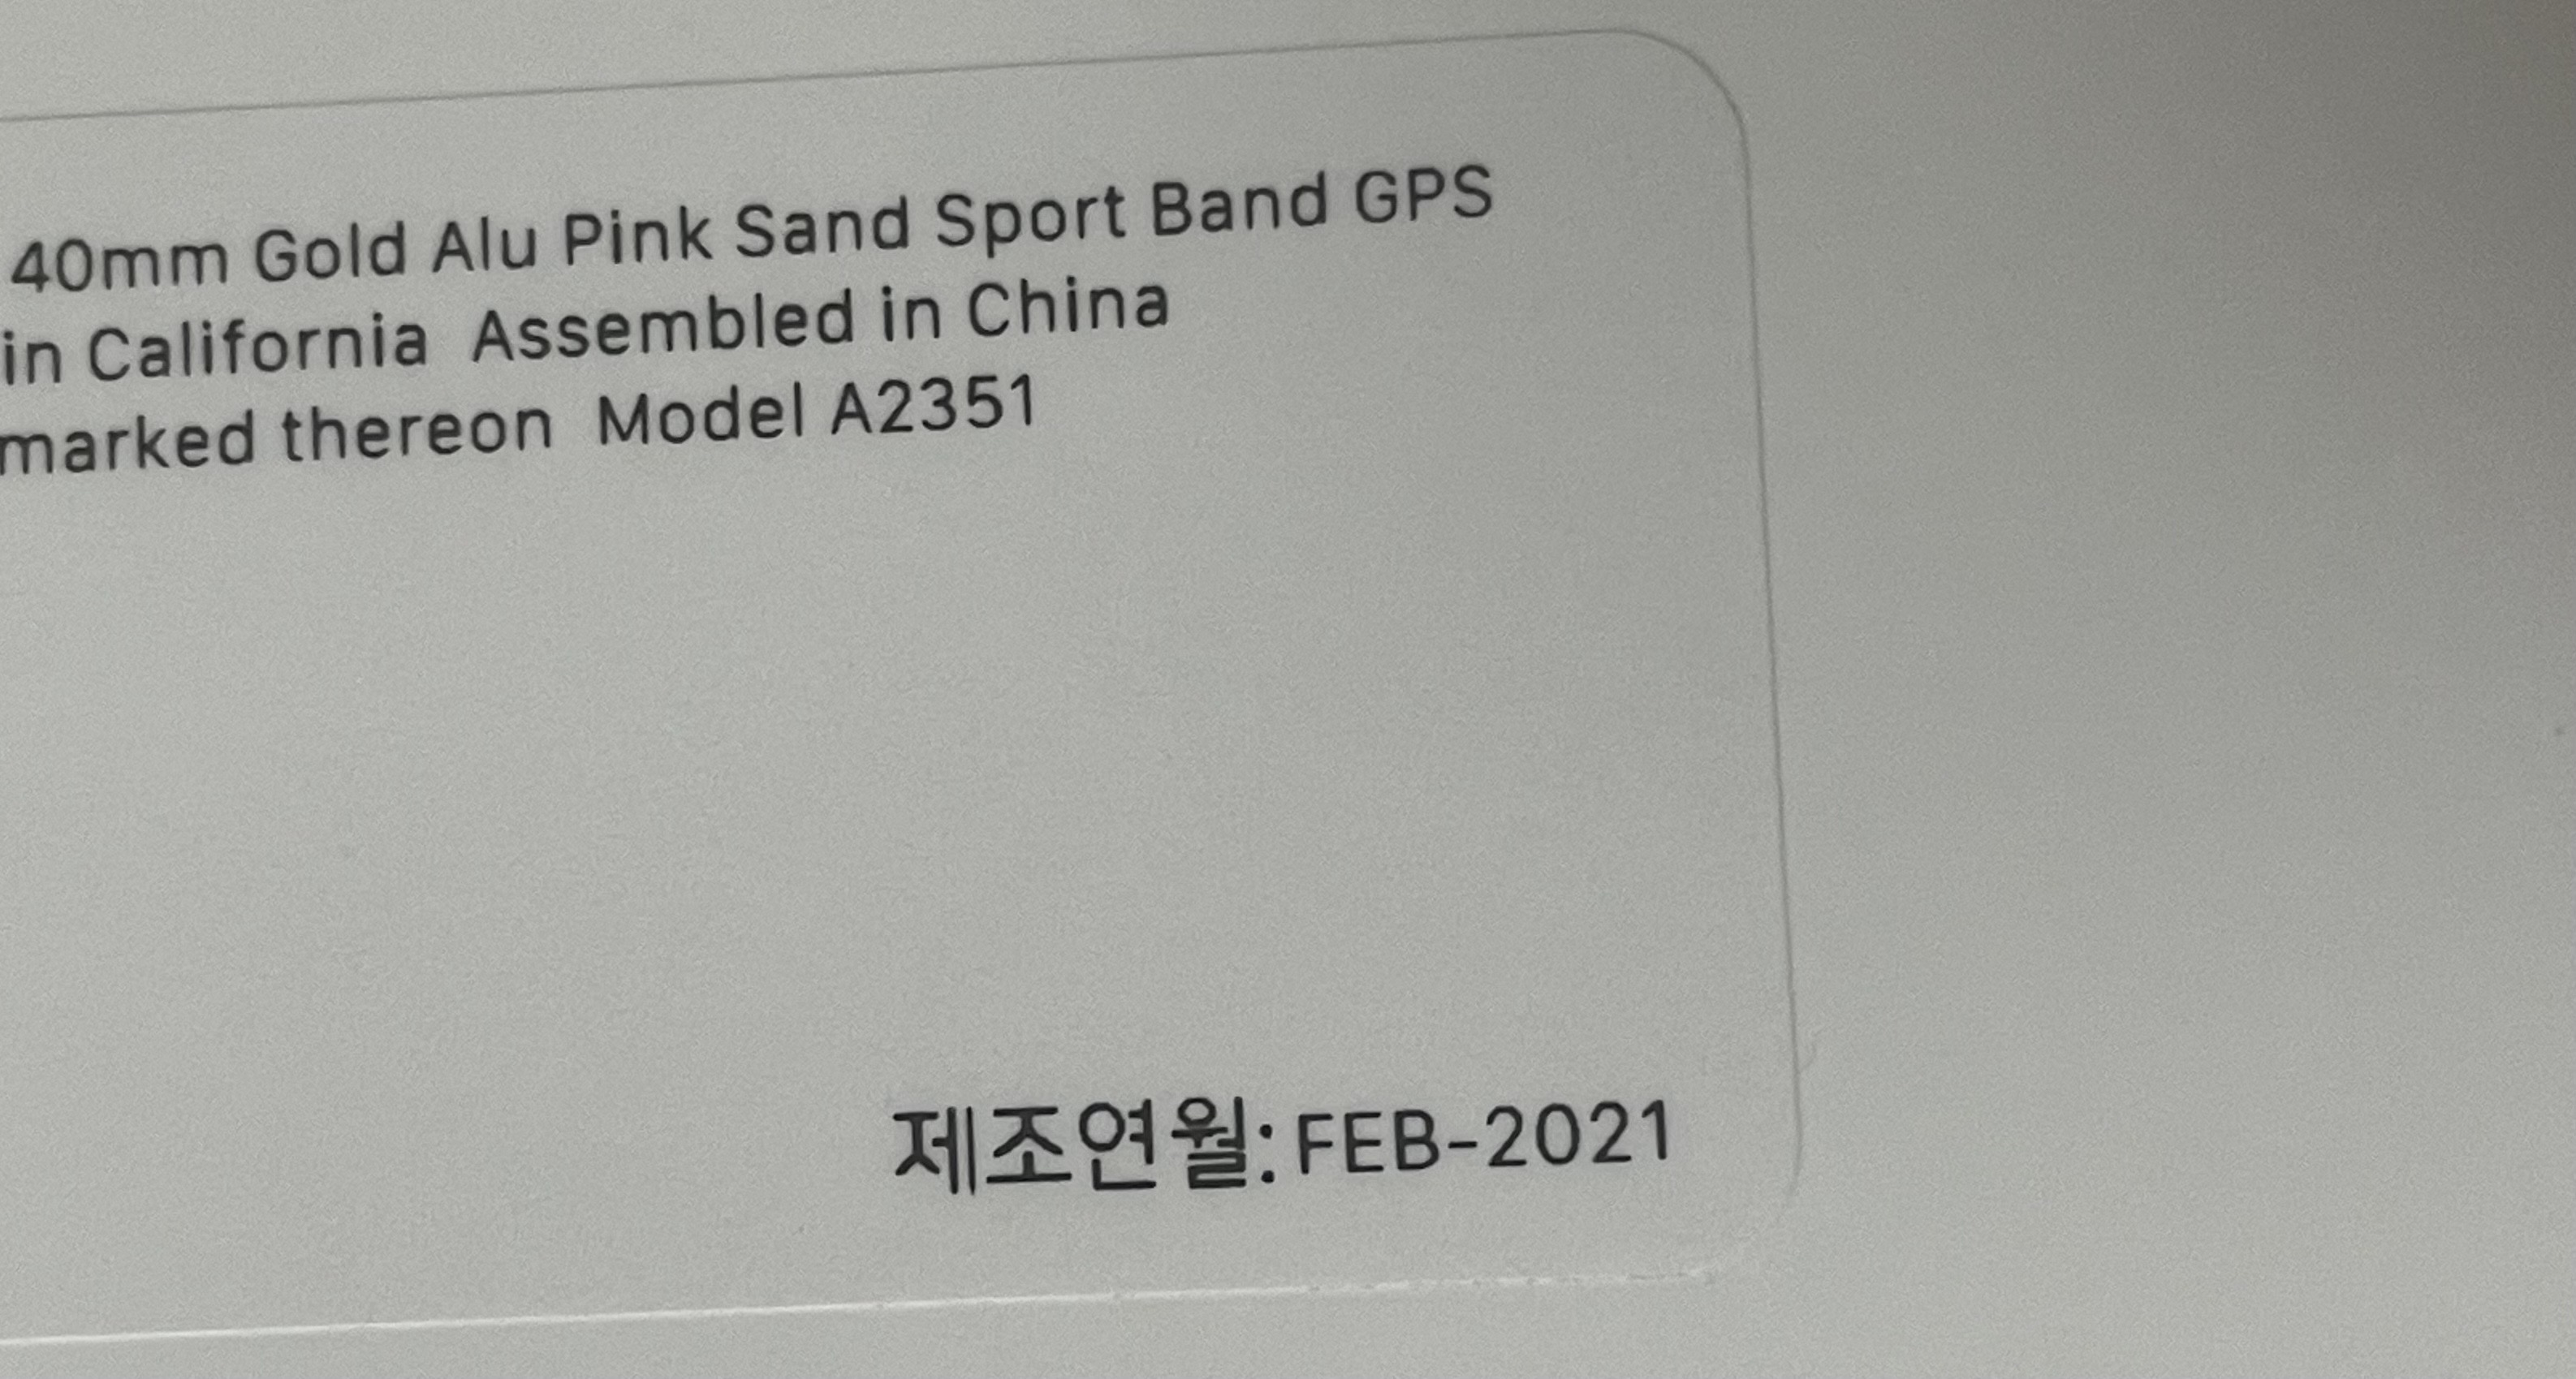 40mm Gold Alu Pink Sand Sport Band GPS
in California  Assembled in China
marked thereon  Model A2351
제조연월: FEB-2021